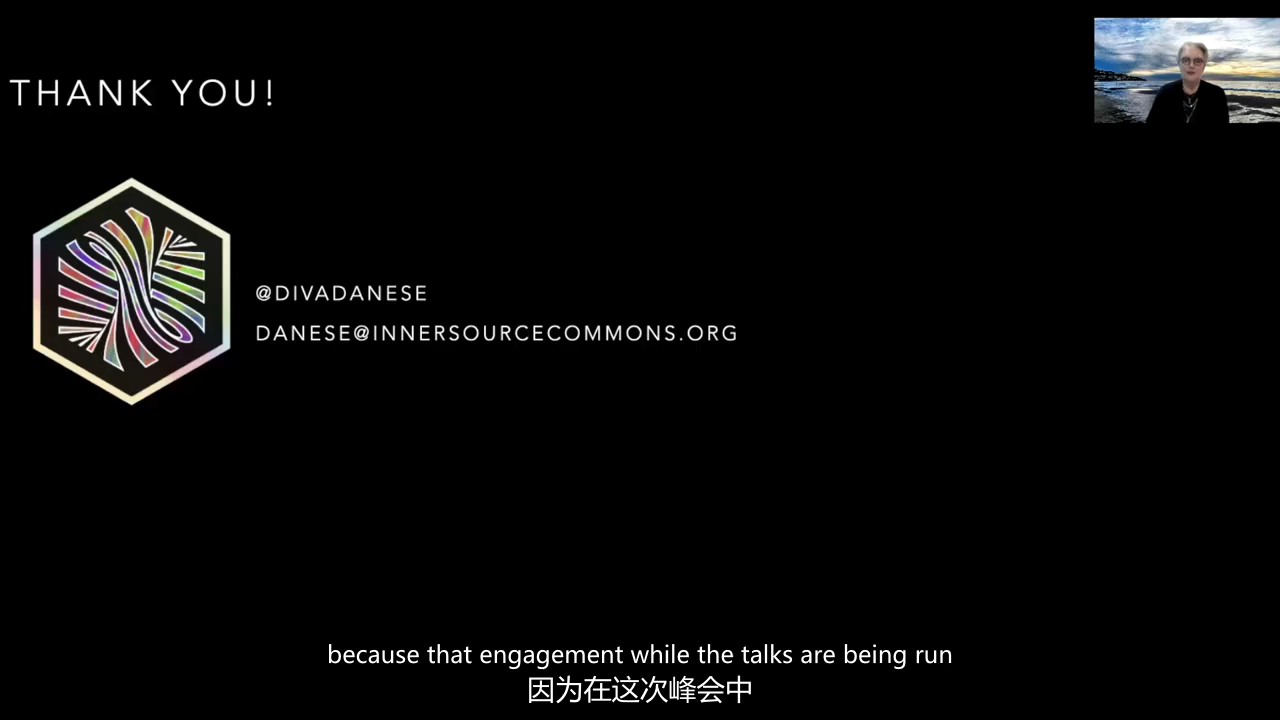 THANK YOU!
@DIVADANESE
DANESE@INNERSOURCECOMMONS.ORG
because that engagement while the talks are being run
因为在这次峰会中